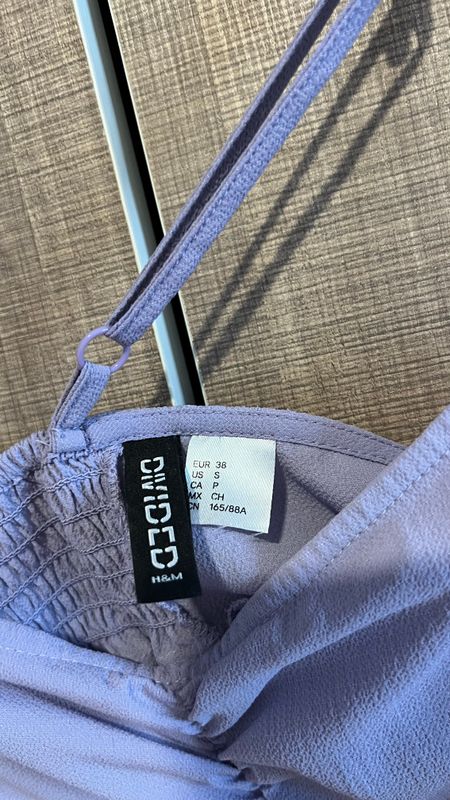 DIVIDED
H&M
EUR 38
US S
CA P
MX CH
CN 165/88A